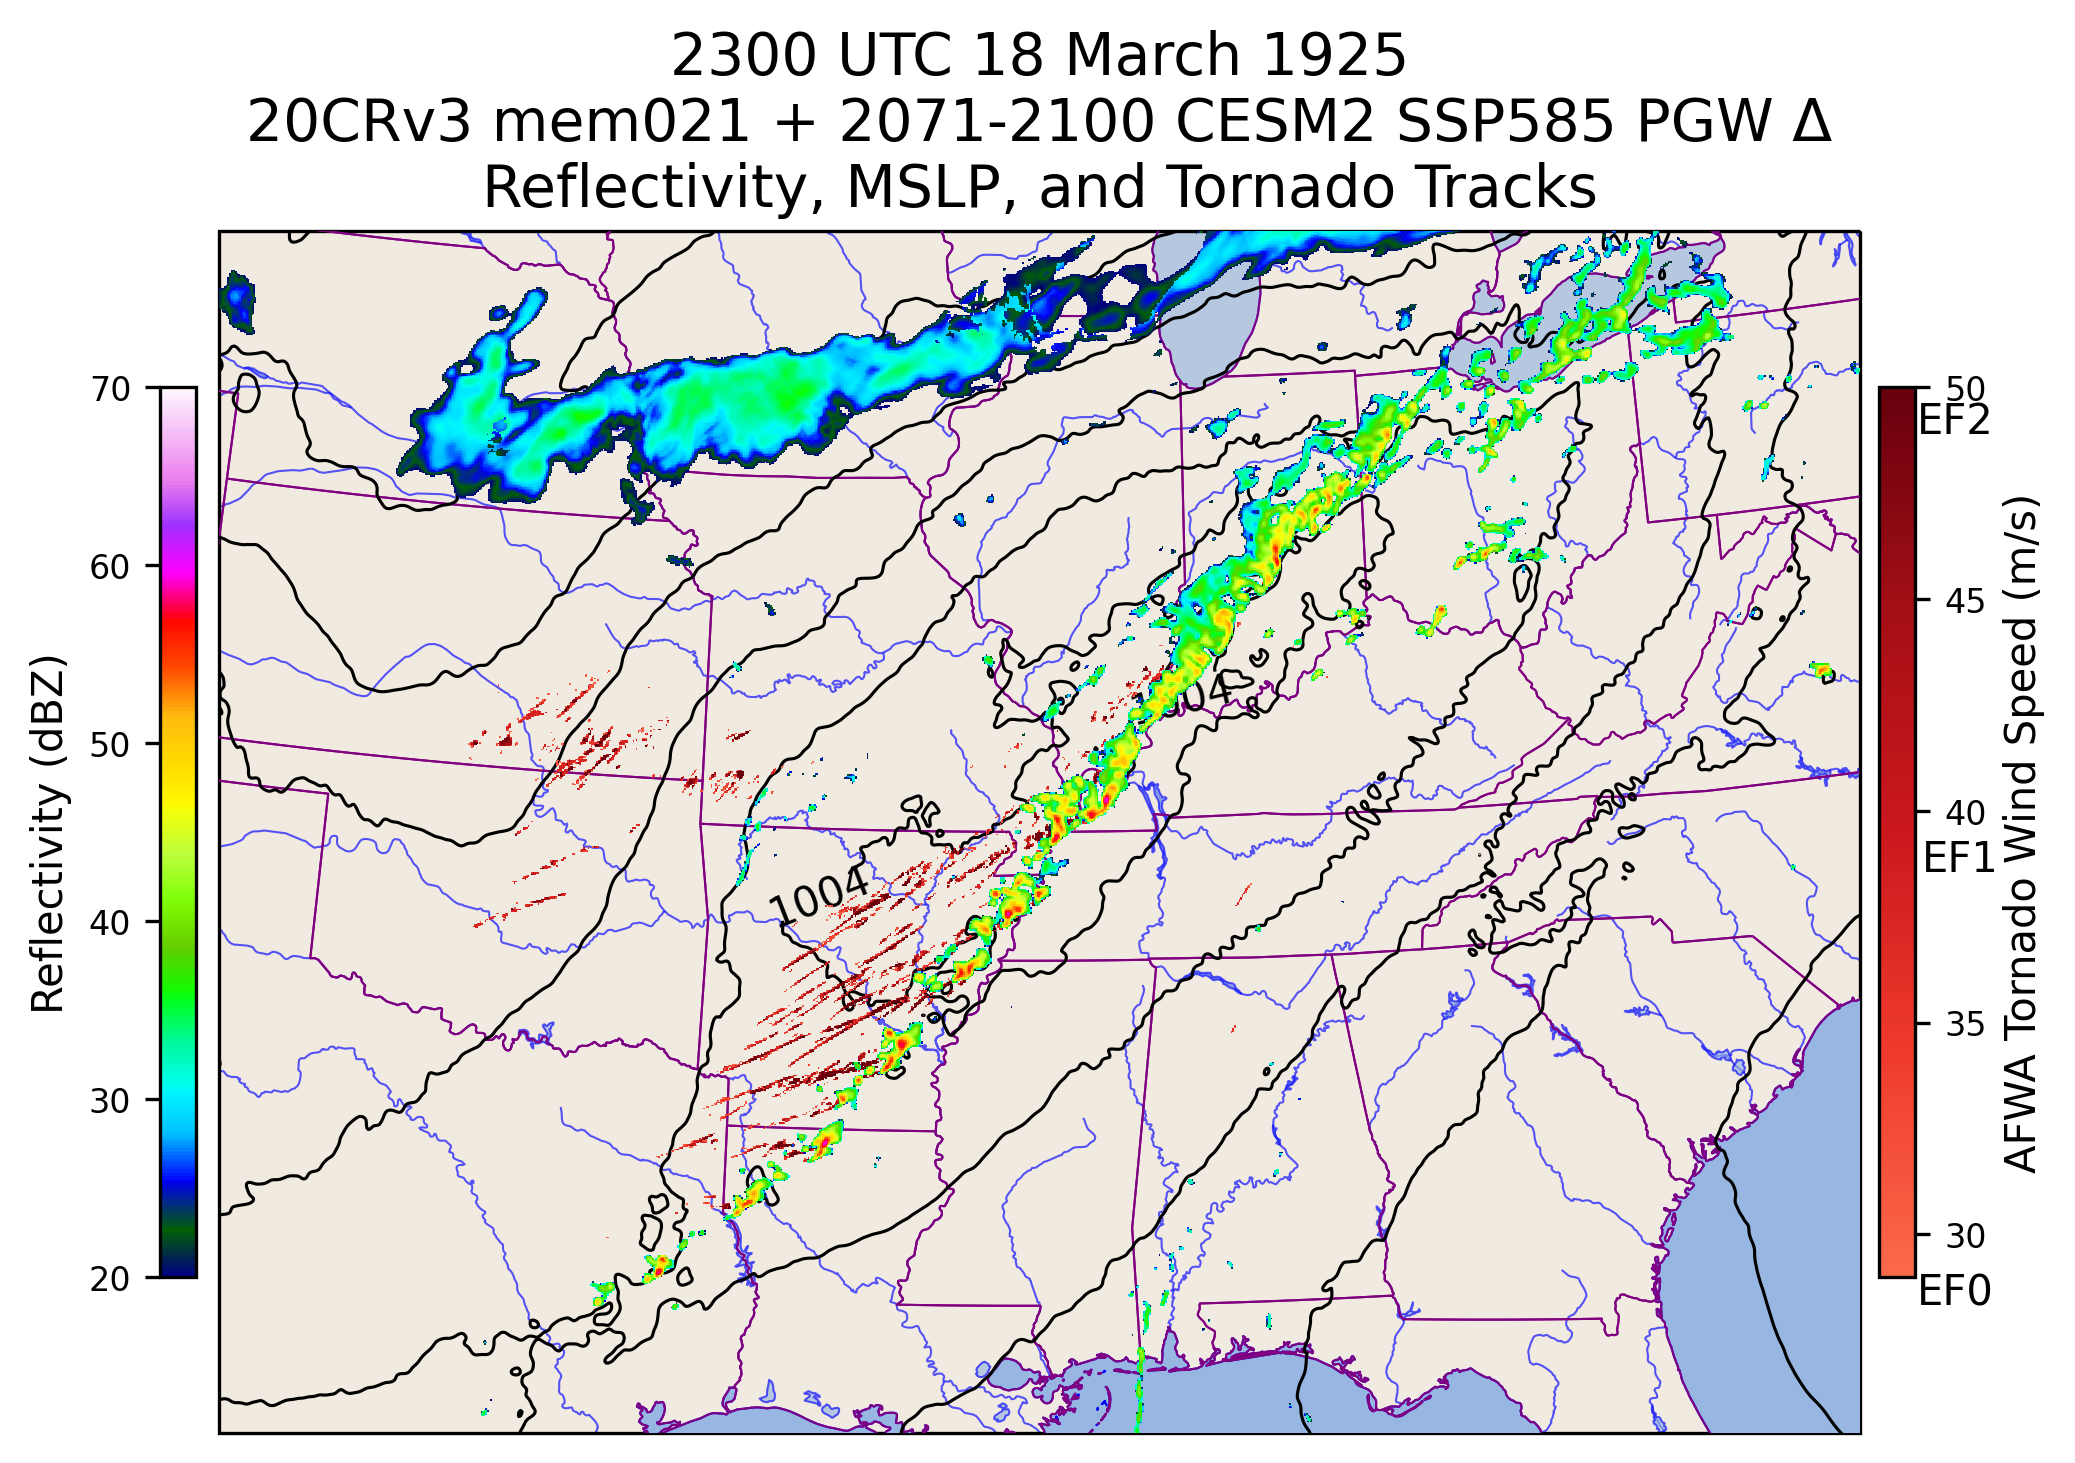 2300 UTC 18 March 1925
20CRv3 mem021 + 2071-2100 CESM2 SSP585 PGW Δ
Reflectivity, MSLP, and Tornado Tracks
70
60
50
40
30
20
Reflectivity (dBZ)
1004
50
EF2
45
40
EF1
35
30
EF0
AFWA Tornado Wind Speed (m/s)